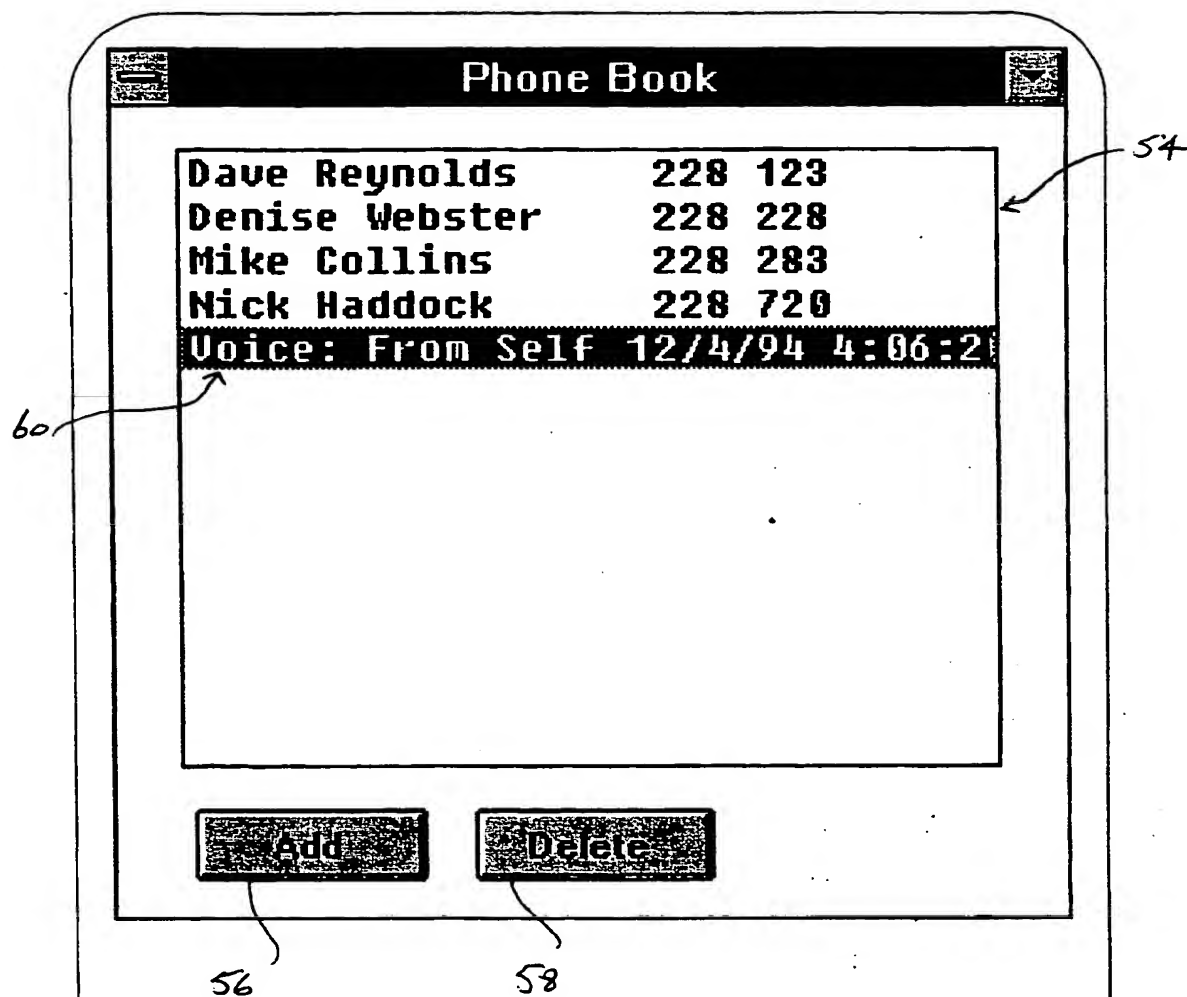 Phone Book
54
Dave Reynolds 228 123
Denise Webster 228 228
Mike Collins 228 283
Nick Haddock 228 720
Voice: From Self 12/4/94 4:06:2
60
Add Delete
56 58